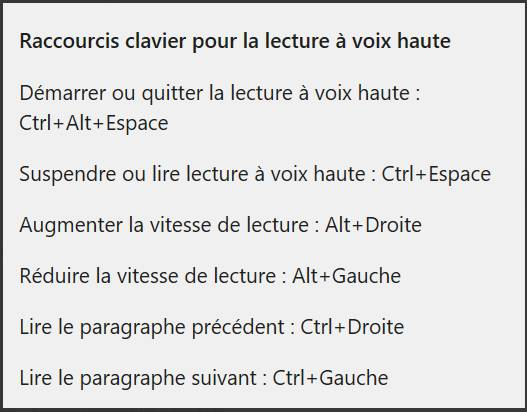 Raccourcis clavier pour la lecture à voix haute
Démarrer ou quitter la lecture à voix haute :
Ctrl+Alt+Espace
Suspendre ou lire lecture à voix haute : Ctrl+Espace
Augmenter la vitesse de lecture : Alt+Droite
Réduire la vitesse de lecture : Alt+Gauche
Lire le paragraphe précédent : Ctrl+Droite
Lire le paragraphe suivant : Ctrl+Gauche